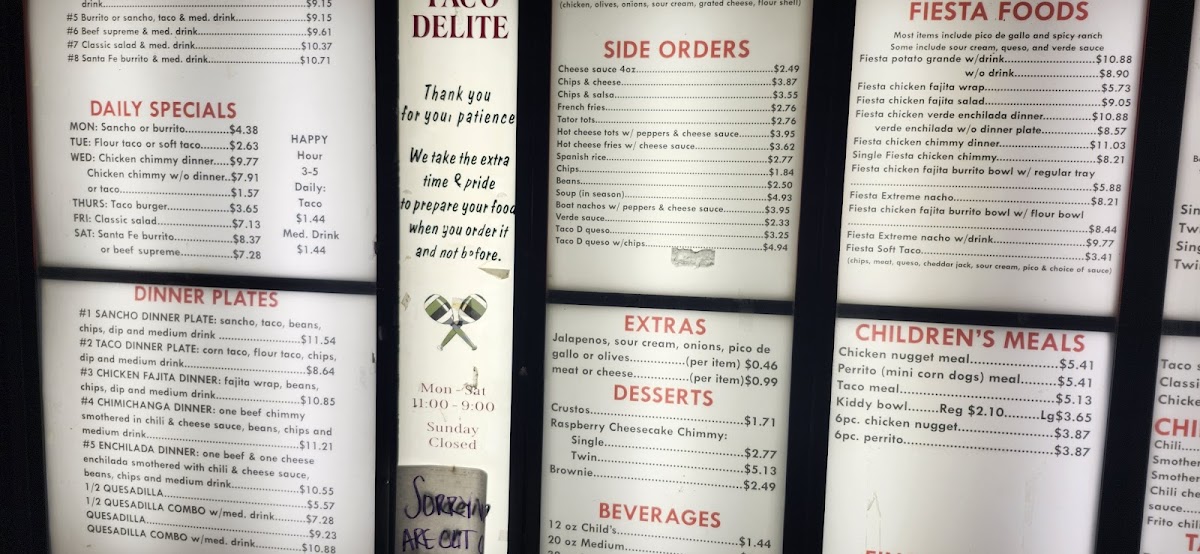 drink..........$9.15
#5 Burrito or sancho, taco & med. drink..........$9.15
#6 Beef supreme & med. drink..........$9.61
#7 Classic salad & med. drink..........$10.37
#8 Santa Fe burrito & med. drink..........$10.71
DAILY SPECIALS
MON: Sancho or burrito..........$4.38
TUE: Flour taco or soft taco..........$2.63
WED: Chicken chimmy dinner.....$9.77
Chicken chimmy w/o dinner..$7.91
or taco..........$1.57
THURS: Taco burger..........$3.65
FRI: Classic salad..........$7.13
SAT: Santa Fe burrito..........$8.37
or beef supreme..........$7.28
HAPPY
Hour
3-5
Daily:
Taco
$1.44
Med. Drink
$1.44
DINNER PLATES
#1 SANCHO DINNER PLATE: sancho, taco, beans,
chips, dip and medium drink..........$11.54
#2 TACO DINNER PLATE: corn taco, flour taco, chips,
dip and medium drink..........$8.64
#3 CHICKEN FAJITA DINNER: fajita wrap, beans,
chips, dip and medium drink..........$10.85
#4 CHIMICHANGA DINNER: one beef chimmy
smothered in chili & cheese sauce, beans, chips and
medium drink..........$11.21
#5 ENCHILADA DINNER: one beef & one cheese
enchilada smothered with chili & cheese sauce,
beans, chips and medium drink..........$10.55
1/2 QUESADILLA..........$5.57
1/2 QUESADILLA COMBO w/med. drink..........$7.28
QUESADILLA..........$9.23
QUESADILLA COMBO w/med. drink..........$10.88
TACO
DELITE
Thank you
for your patience
We take the extra
time & pride
to prepare your food
when you order it
and not before.
Mon - Sat
11:00 - 9:00
Sunday
Closed
SORRY
ARE OUT
(chicken, olives, onions, sour cream, grated cheese, flour shell)
SIDE ORDERS
Cheese sauce 4oz..........$2.49
Chips & cheese..........$3.87
Chips & salsa..........$3.55
French fries..........$2.76
Tator tots..........$2.76
Hot cheese tots w/ peppers & cheese sauce..........$3.95
Hot cheese fries w/ cheese sauce..........$3.62
Spanish rice..........$2.77
Chips..........$1.84
Beans..........$2.50
Soup (in season)..........$4.93
Boat nachos w/ peppers & cheese sauce..........$3.95
Verde sauce..........$2.33
Taco D queso..........$3.25
Taco D queso w/chips..........$4.94
EXTRAS
Jalapenos, sour cream, onions, pico de
gallo or olives..........(per item) $0.46
meat or cheese..........(per item)$0.99
DESSERTS
Crustos..........$1.71
Raspberry Cheesecake Chimmy:
Single..........$2.77
Twin..........$5.13
Brownie..........$2.49
BEVERAGES
12 oz Child's..........$1.44
20 oz Medium..........
FIESTA FOODS
Most items include pico de gallo and spicy ranch
Some include sour cream, queso, and verde sauce
Fiesta potato grande w/drink..........$10.88
w/o drink..........$8.90
Fiesta chicken fajita wrap..........$5.73
Fiesta chicken fajita salad..........$9.05
Fiesta chicken verde enchilada dinner..........$10.88
verde enchilada w/o dinner plate..........$8.57
Fiesta chicken chimmy dinner..........$11.03
Single Fiesta chicken chimmy..........$8.21
Fiesta chicken fajita burrito bowl w/ regular tray
..........$5.88
Fiesta Extreme nacho..........$8.21
Fiesta chicken fajita burrito bowl w/ flour bowl
..........$8.44
Fiesta Extreme nacho w/drink..........$9.77
Fiesta Soft Taco..........$3.41
(chips, meat, queso, cheddar jack, sour cream, pico & choice of sauce)
CHILDREN'S MEALS
Chicken nugget meal..........$5.41
Perrito (mini corn dogs) meal..........$5.41
Taco meal..........$5.13
Kiddy bowl.......Reg $2.10........Lg$3.65
6pc. chicken nugget..........$3.87
6pc. perrito..........$3.87
Taco s
Classi
Chicke
CHI
Chili
Smother
Smother
Chili che
sauce
Frito chil